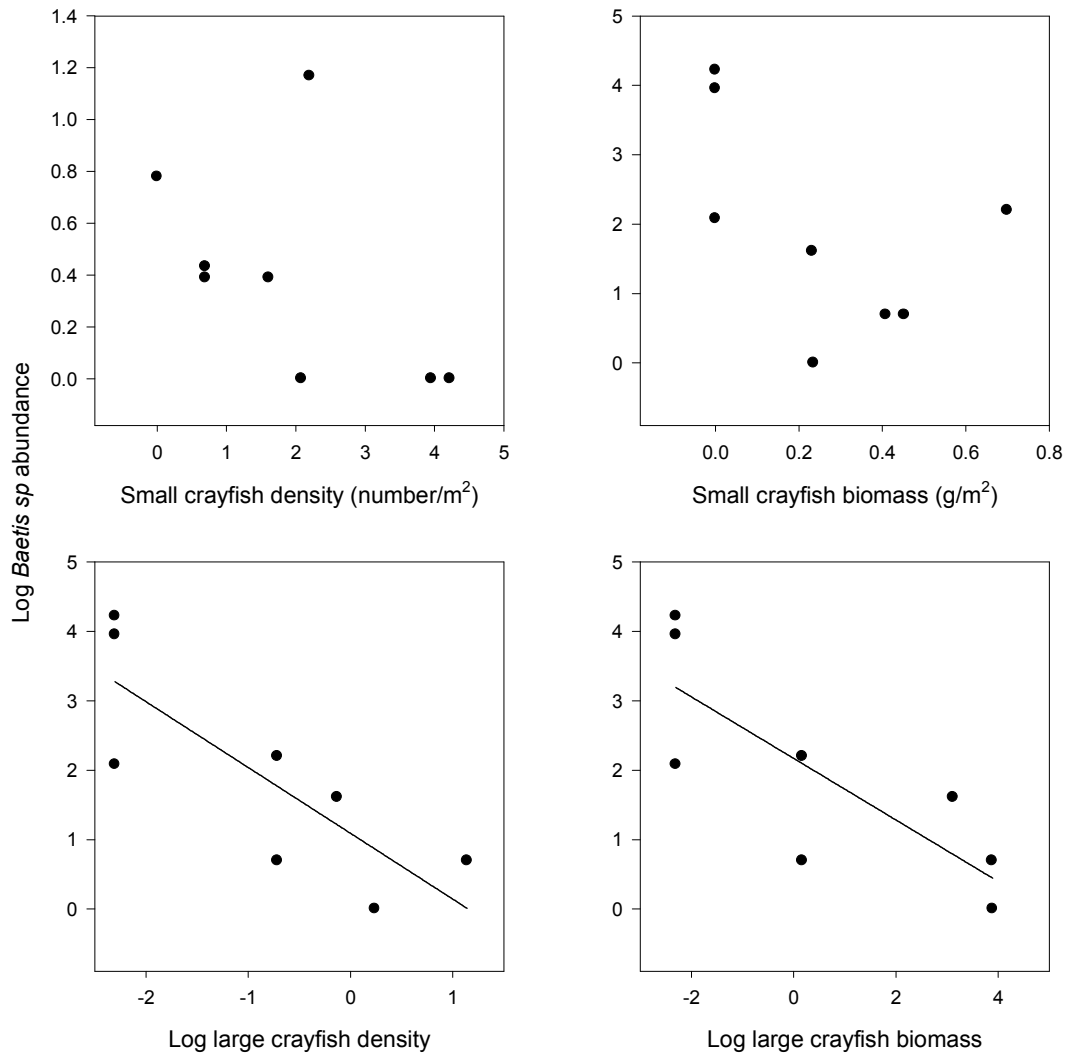 1.4
1.2
1.0
0.8
0.6
0.4
0.2
0.0
0 1 2 3 4 5
Small crayfish density (number/m²)
5
4
3
2
1
0
0.0 0.2 0.4 0.6 0.8
Small crayfish biomass (g/m²)
Log Baetis sp abundance
5
4
3
2
1
0
-2 -1 0 1
Log large crayfish density
5
4
3
2
1
0
-2 0 2 4
Log large crayfish biomass